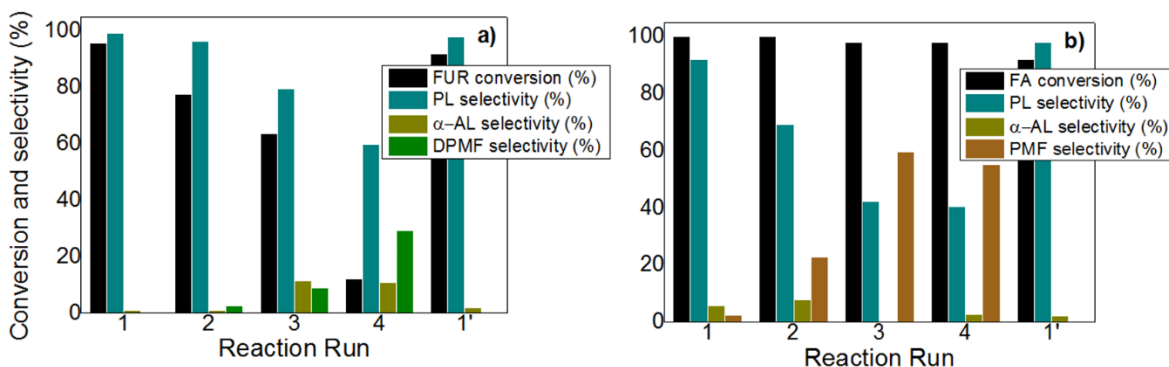 Conversion and selectivity (%)
100
80
60
40
20
0
a)
FUR conversion (%)
PL selectivity (%)
α−AL selectivity (%)
DPMF selectivity (%)
1 2 3 4 1'
Reaction Run
100
80
60
40
20
0
b)
FA conversion (%)
PL selectivity (%)
α−AL selectivity (%)
PMF selectivity (%)
1 2 3 4 1'
Reaction Run